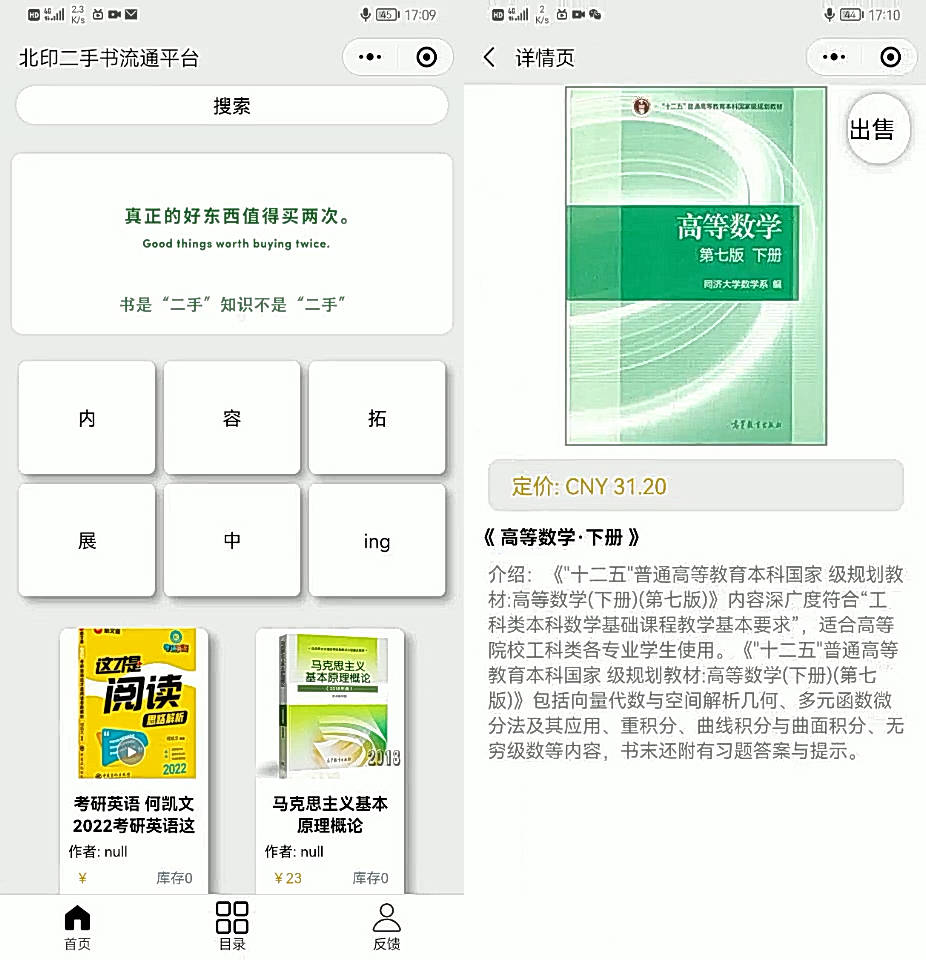 HD 4G 2.3 K/s 45 17:09
北印二手书流通平台
搜索
真正的好东西值得买两次。
Good things worth buying twice.
书是“二手”知识不是“二手”
内 容 拓
展 中 ing
这才是
阅读
思路解析
2022
考研英语 何凯文
2022考研英语这
作者: null
¥ 库存0
马克思主义
基本原理概论
2018
马克思主义基本
原理概论
作者: null
¥ 23 库存0
首页 目录 反馈
HD 4G 2 K/s 44 17:10
详情页
出售
"十二五"普通高等教育本科国家级规划教材
高等数学
第七版 下册
同济大学数学系 编
高等教育出版社
定价: CNY 31.20
《 高等数学·下册 》
介绍：《"十二五"普通高等教育本科国家 级规划教
材:高等数学(下册)(第七版)》内容深广度符合“工
科类本科数学基础课程教学基本要求”，适合高等
院校工科类各专业学生使用。《"十二五"普通高等
教育本科国家 级规划教材:高等数学(下册)(第七
版)》包括向量代数与空间解析几何、多元函数微
分法及其应用、重积分、曲线积分与曲面积分、无
穷级数等内容，书末还附有习题答案与提示。